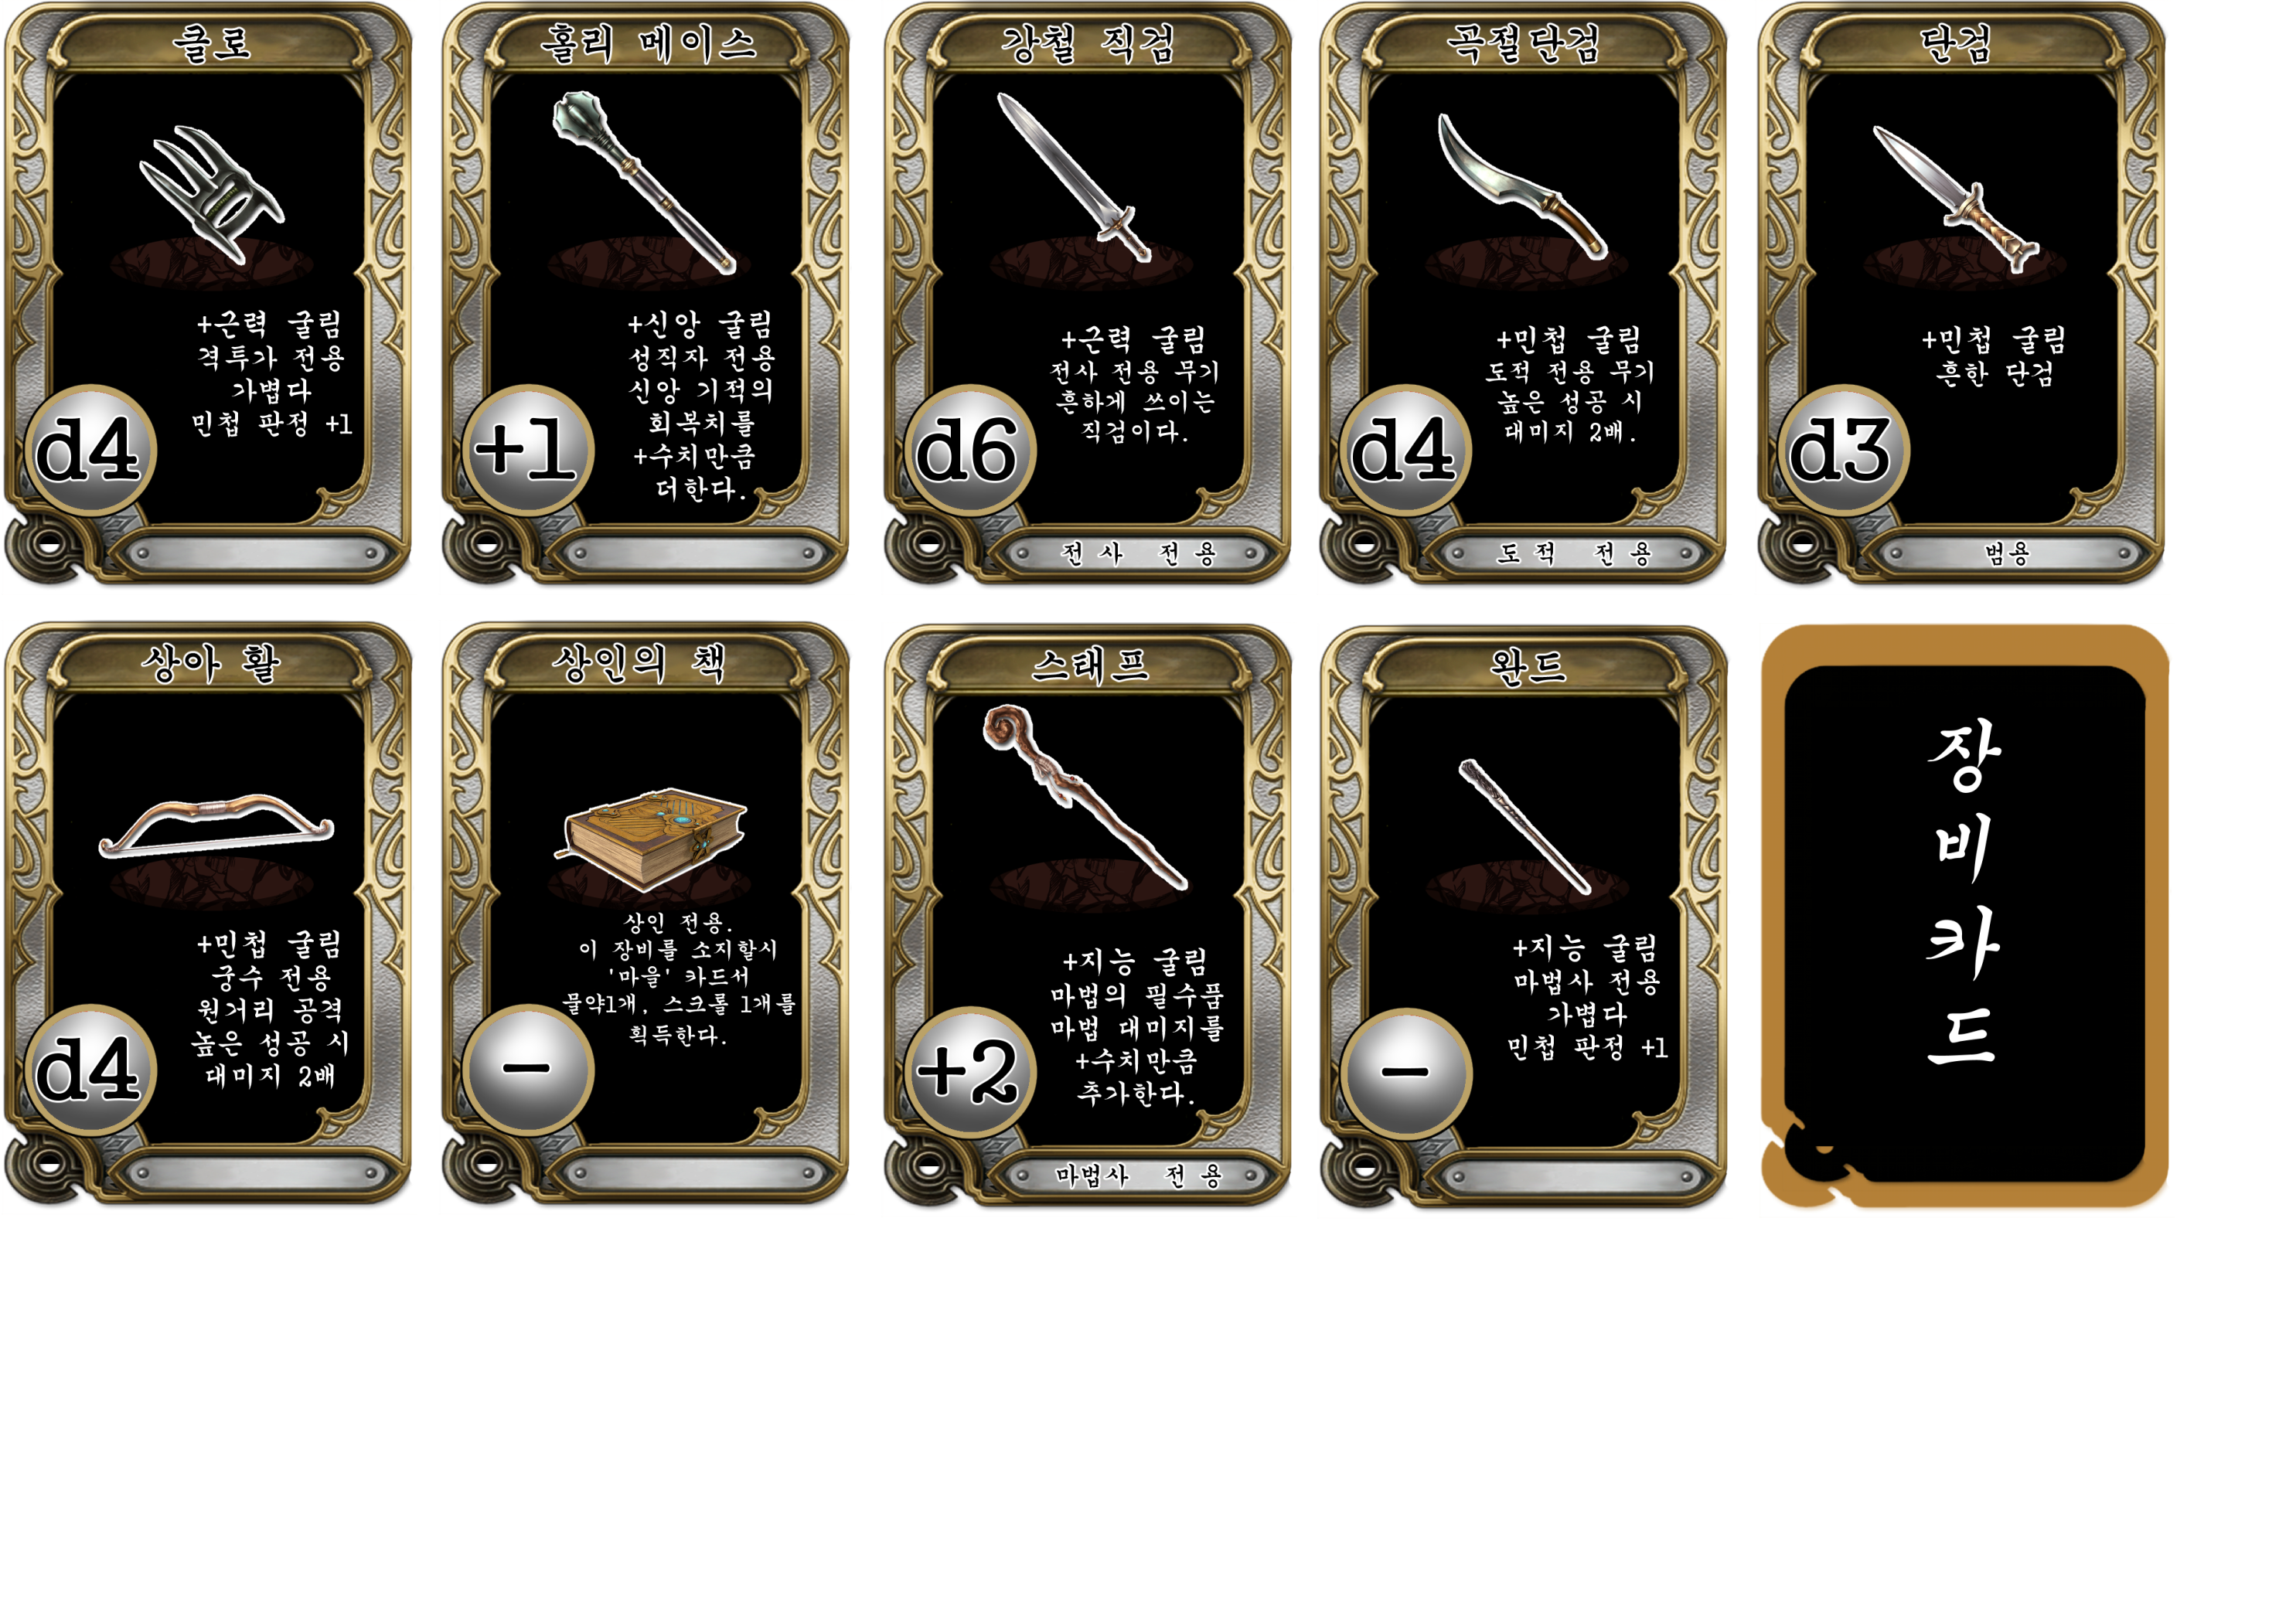 클로
+근력 굴림
격투가 전용
가볍다
민첩 판정 +1
d4
홀리 메이스
+신앙 굴림
성직자 전용
신앙 기적의
회복치를
+수치만큼
더한다.
+1
강철 직검
+근력 굴림
전사 전용 무기
흔하게 쓰이는
직검이다.
d6
전사 전용
곡절단검
+민첩 굴림
도적 전용 무기
높은 성공 시
대미지 2배.
d4
도적 전용
단검
+민첩 굴림
흔한 단검
d3
범용
상아 활
+민첩 굴림
궁수 전용
원거리 공격
높은 성공 시
대미지 2배
d4
상인의 책
상인 전용.
이 장비를 소지할시
'마을' 카드서
물약1개, 스크롤 1개를
획득한다.
-
스태프
+지능 굴림
마법의 필수품
마법 대미지를
+수치만큼
추가한다.
+2
마법사 전용
완드
+지능 굴림
마법사 전용
가볍다
민첩 판정 +1
-
장비카드